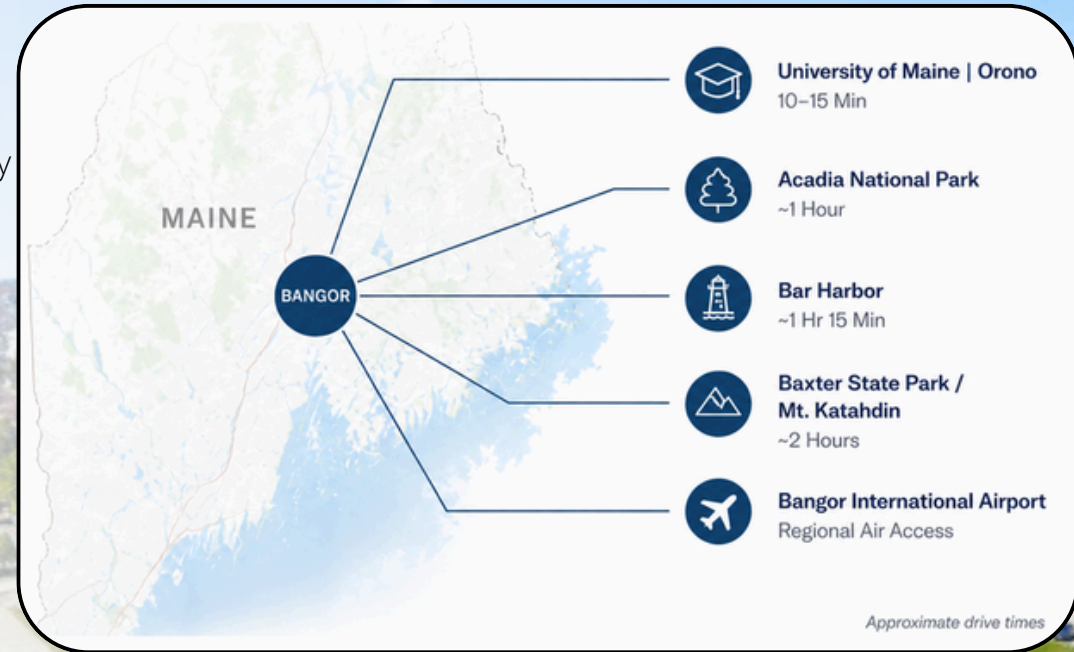 y
MAINE
BANGOR
University of Maine | Orono
10–15 Min
Acadia National Park
~1 Hour
Bar Harbor
~1 Hr 15 Min
Baxter State Park /
Mt. Katahdin
~2 Hours
Bangor International Airport
Regional Air Access
Approximate drive times